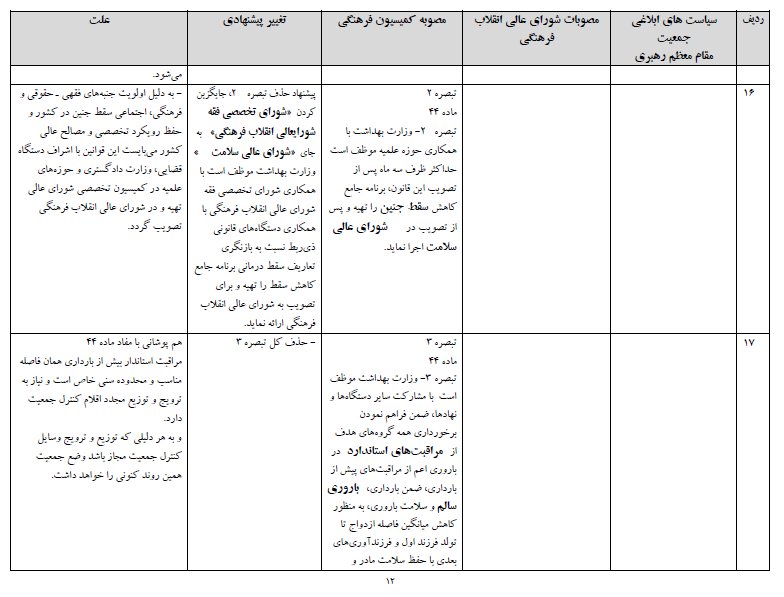 ردیف
سیاست های ابلاغی
جمعیت
مقام معظم رهبری
مصوبات شورای عالی انقلاب
فرهنگی
مصوبه کمیسیون فرهنگی
تغییر پیشنهادی
علت
می‌شود.
۱۶
تبصره ۲
ماده ۴۴
تبصره ۲- وزارت بهداشت با
همکاری حوزه علمیه موظف است
حداکثر ظرف سه ماه پس از
تصویب این قانون، برنامه جامع
کاهش سقط جنین را تهیه و پس
از تصویب در شورای عالی
سلامت اجرا نماید.
پیشنهاد حذف تبصره ۲، جایگزین
کردن «شورای تخصصی فقه
شورایعالی انقلاب فرهنگی» به
جای «شورای عالی سلامت »
وزارت بهداشت موظف است با
همکاری شورای تخصصی فقه
شورای عالی انقلاب فرهنگی با
همکاری دستگاه‌های قانونی
ذی‌ربط نسبت به بازنگری
تعاریف سقط درمانی برنامه جامع
کاهش سقط را تهیه و برای
تصویب به شورای عالی انقلاب
فرهنگی ارائه نماید.
- به دلیل اولویت جنبه‌های فقهی ـ حقوقی و
فرهنگی، اجتماعی سقط جنین در کشور و
حفظ رویکرد تخصصی و مصالح عالی
کشور می‌بایست این قوانین با اشراف دستگاه
قضایی، وزارت دادگستری و حوزه‌های
علمیه در کمیسیون تخصصی شورای عالی
تهیه و در شورای عالی انقلاب فرهنگی
تصویب گردد.
۱۷
تبصره ۳
ماده ۴۴
تبصره ۳- وزارت بهداشت موظف
است با مشارکت سایر دستگاه‌ها و
نهادها، ضمن فراهم نمودن
برخورداری همه گروه‌های هدف
از مراقبت‌های استاندارد در
باروری اعم از مراقبت‌های پیش از
بارداری، ضمن بارداری، باروری
سالم و سلامت باروری، به منظور
کاهش میانگین فاصله ازدواج تا
تولد فرزند اول و فرزندآوری‌های
بعدی با حفظ سلامت مادر و
- حذف کل تبصره ۳
هم پوشانی با مفاد ماده ۴۴
مراقبت استاندار بیش از بارداری همان فاصله
مناسب و محدوده سنی خاص است و نیاز به
ترویج و توزیع مجدد اقلام کنترل جمعیت
دارد.
و به هر دلیلی که توزیع و ترویج وسایل
کنترل جمعیت مجاز باشد وضع جمعیت
همین روند کنونی را خواهد داشت.
۱۲